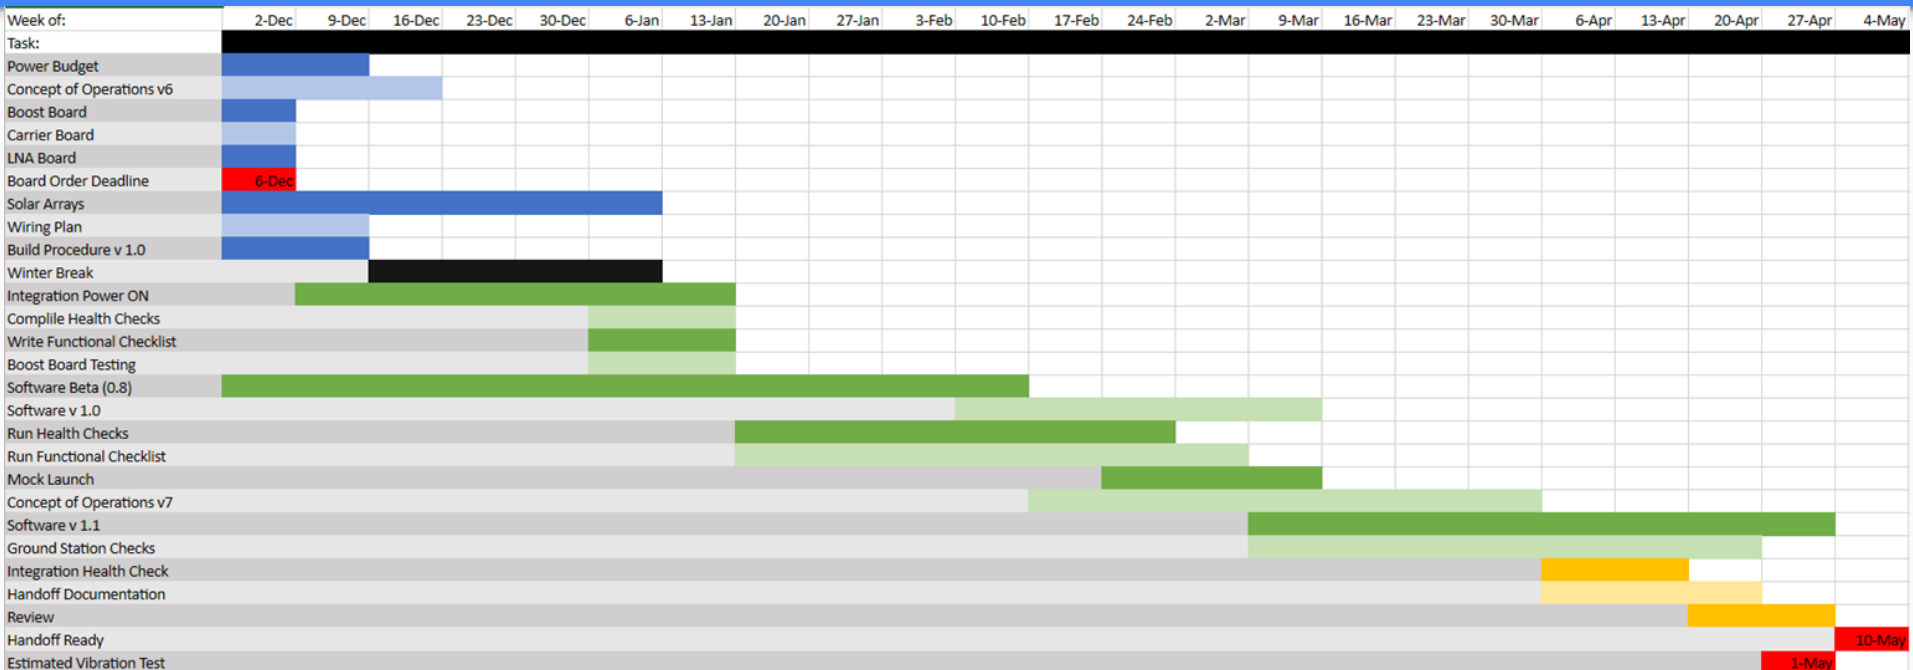 Week of: 2-Dec 9-Dec 16-Dec 23-Dec 30-Dec 6-Jan 13-Jan 20-Jan 27-Jan 3-Feb 10-Feb 17-Feb 24-Feb 2-Mar 9-Mar 16-Mar 23-Mar 30-Mar 6-Apr 13-Apr 20-Apr 27-Apr 4-May
Task:
Power Budget
Concept of Operations v6
Boost Board
Carrier Board
LNA Board
Board Order Deadline 6-Dec
Solar Arrays
Wiring Plan
Build Procedure v 1.0
Winter Break
Integration Power ON
Complile Health Checks
Write Functional Checklist
Boost Board Testing
Software Beta (0.8)
Software v 1.0
Run Health Checks
Run Functional Checklist
Mock Launch
Concept of Operations v7
Software v 1.1
Ground Station Checks
Integration Health Check
Handoff Documentation
Review
Handoff Ready 10-May
Estimated Vibration Test 1-May